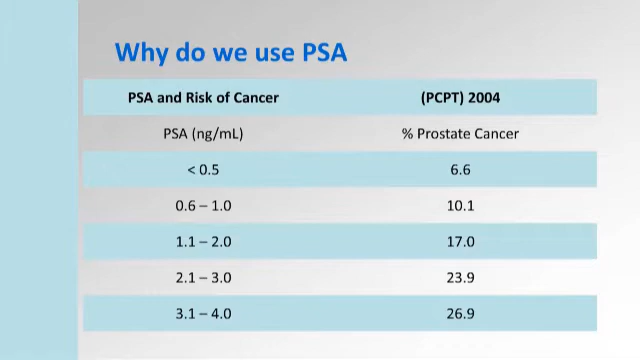 Why do we use PSA
PSA and Risk of Cancer (PCPT) 2004
PSA (ng/mL) % Prostate Cancer
< 0.5 6.6
0.6 – 1.0 10.1
1.1 – 2.0 17.0
2.1 – 3.0 23.9
3.1 – 4.0 26.9